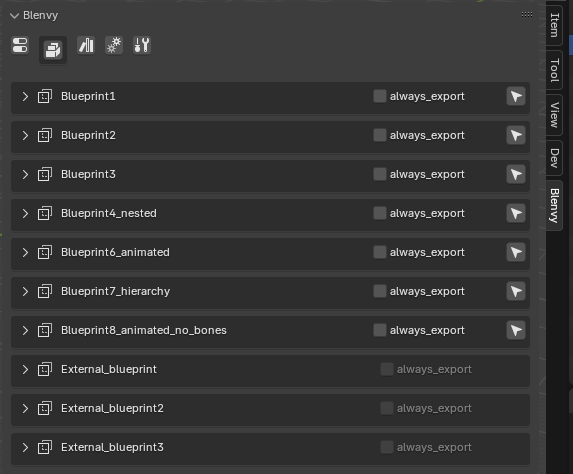 Blenvy
Blueprint1 always_export
Blueprint2 always_export
Blueprint3 always_export
Blueprint4_nested always_export
Blueprint6_animated always_export
Blueprint7_hierarchy always_export
Blueprint8_animated_no_bones always_export
External_blueprint always_export
External_blueprint2 always_export
External_blueprint3 always_export
Item
Tool
View
Dev
Blenvy